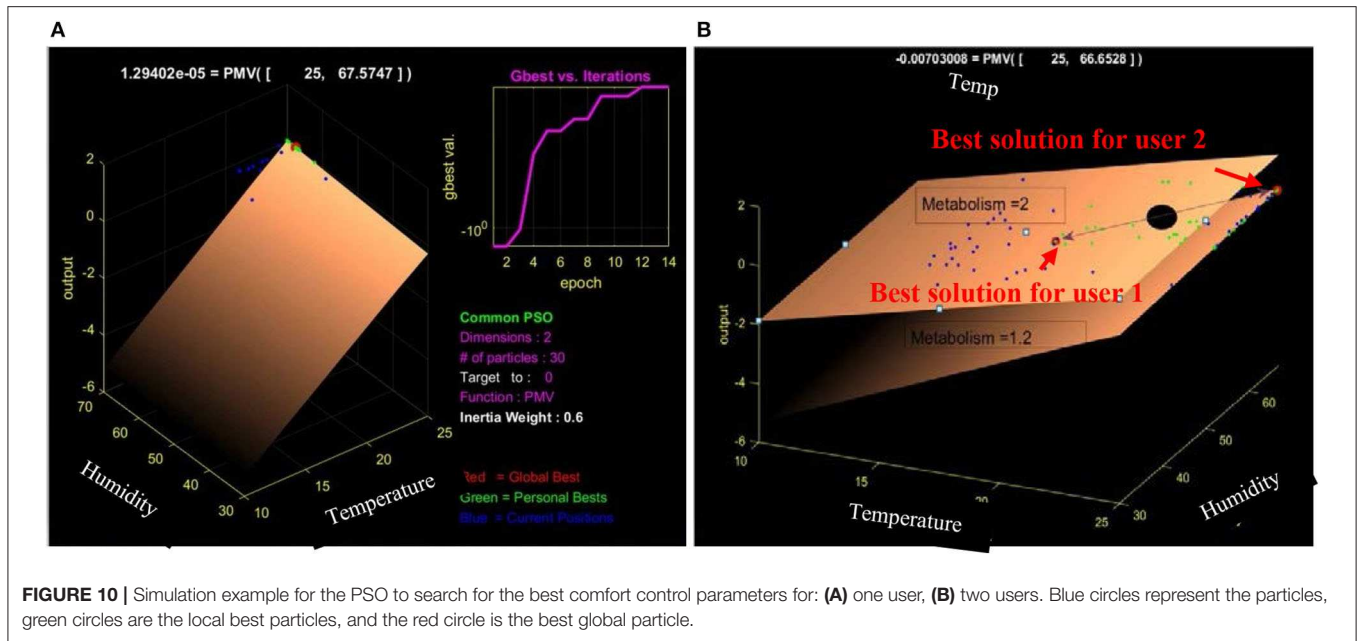 A
1.29402e-05 = PMV( [ 25, 67.5747 ] )
2
0
-2
-4
-6
output
70
60
50
40
30
Humidity
10
15
20
25
Temperature
Gbest vs. Iterations
gbest val.
-10^0
2 4 6 8 10 12 14
epoch
Common PSO
Dimensions : 2
# of particles : 30
Target to : 0
Function : PMV
Inertia Weight : 0.6
Red = Global Best
Green = Personal Bests
Blue = Current Positions
B
-0.00703008 = PMV( [ 25, 66.6528 ] )
Temp
Best solution for user 2
Metabolism =2
Best solution for user 1
Metabolism =1.2
2
0
-2
-4
-6
output
10
15
20
25
Temperature
30
40
50
60
Humidity
FIGURE 10 | Simulation example for the PSO to search for the best comfort control parameters for: (A) one user, (B) two users. Blue circles represent the particles,
green circles are the local best particles, and the red circle is the best global particle.